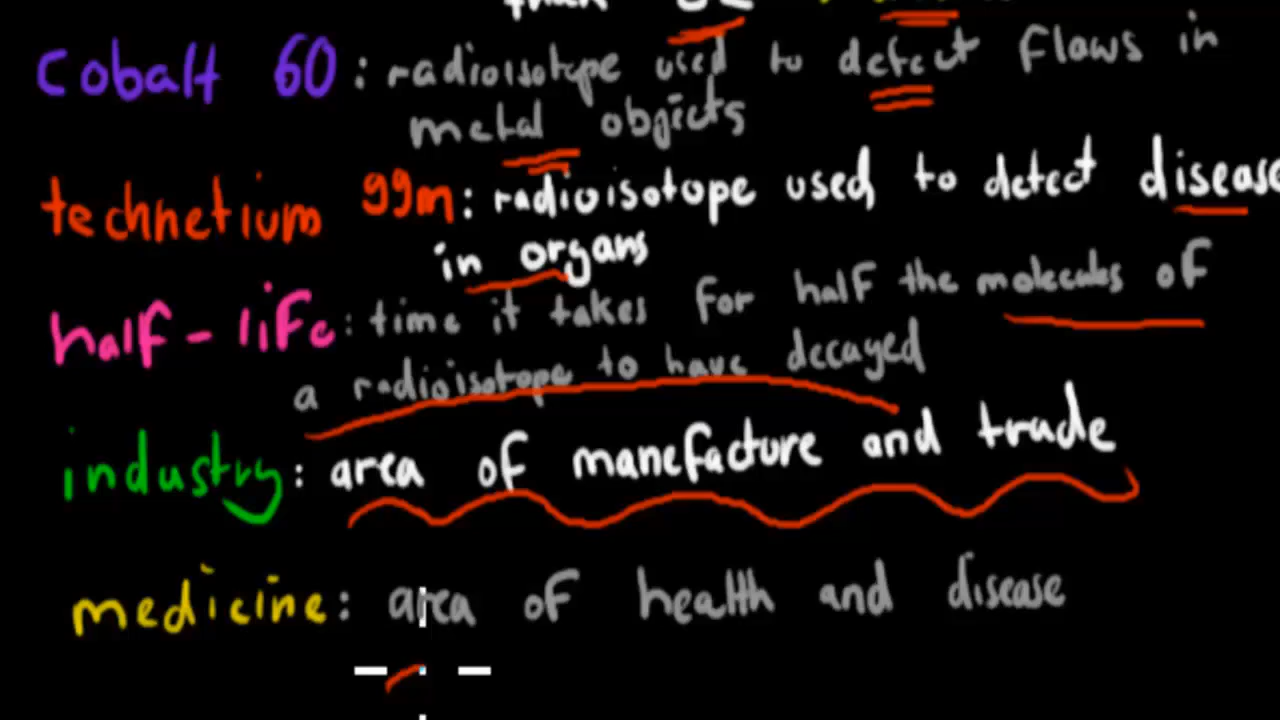 than 82
Cobalt 60: radioisotope used to detect flaws in
metal objects
technetium 99m: radioisotope used to detect disease
in organs
half-life: time it takes for half the molecules of
a radioisotope to have decayed
industry: area of manefacture and trade
medicine: area of health and disease